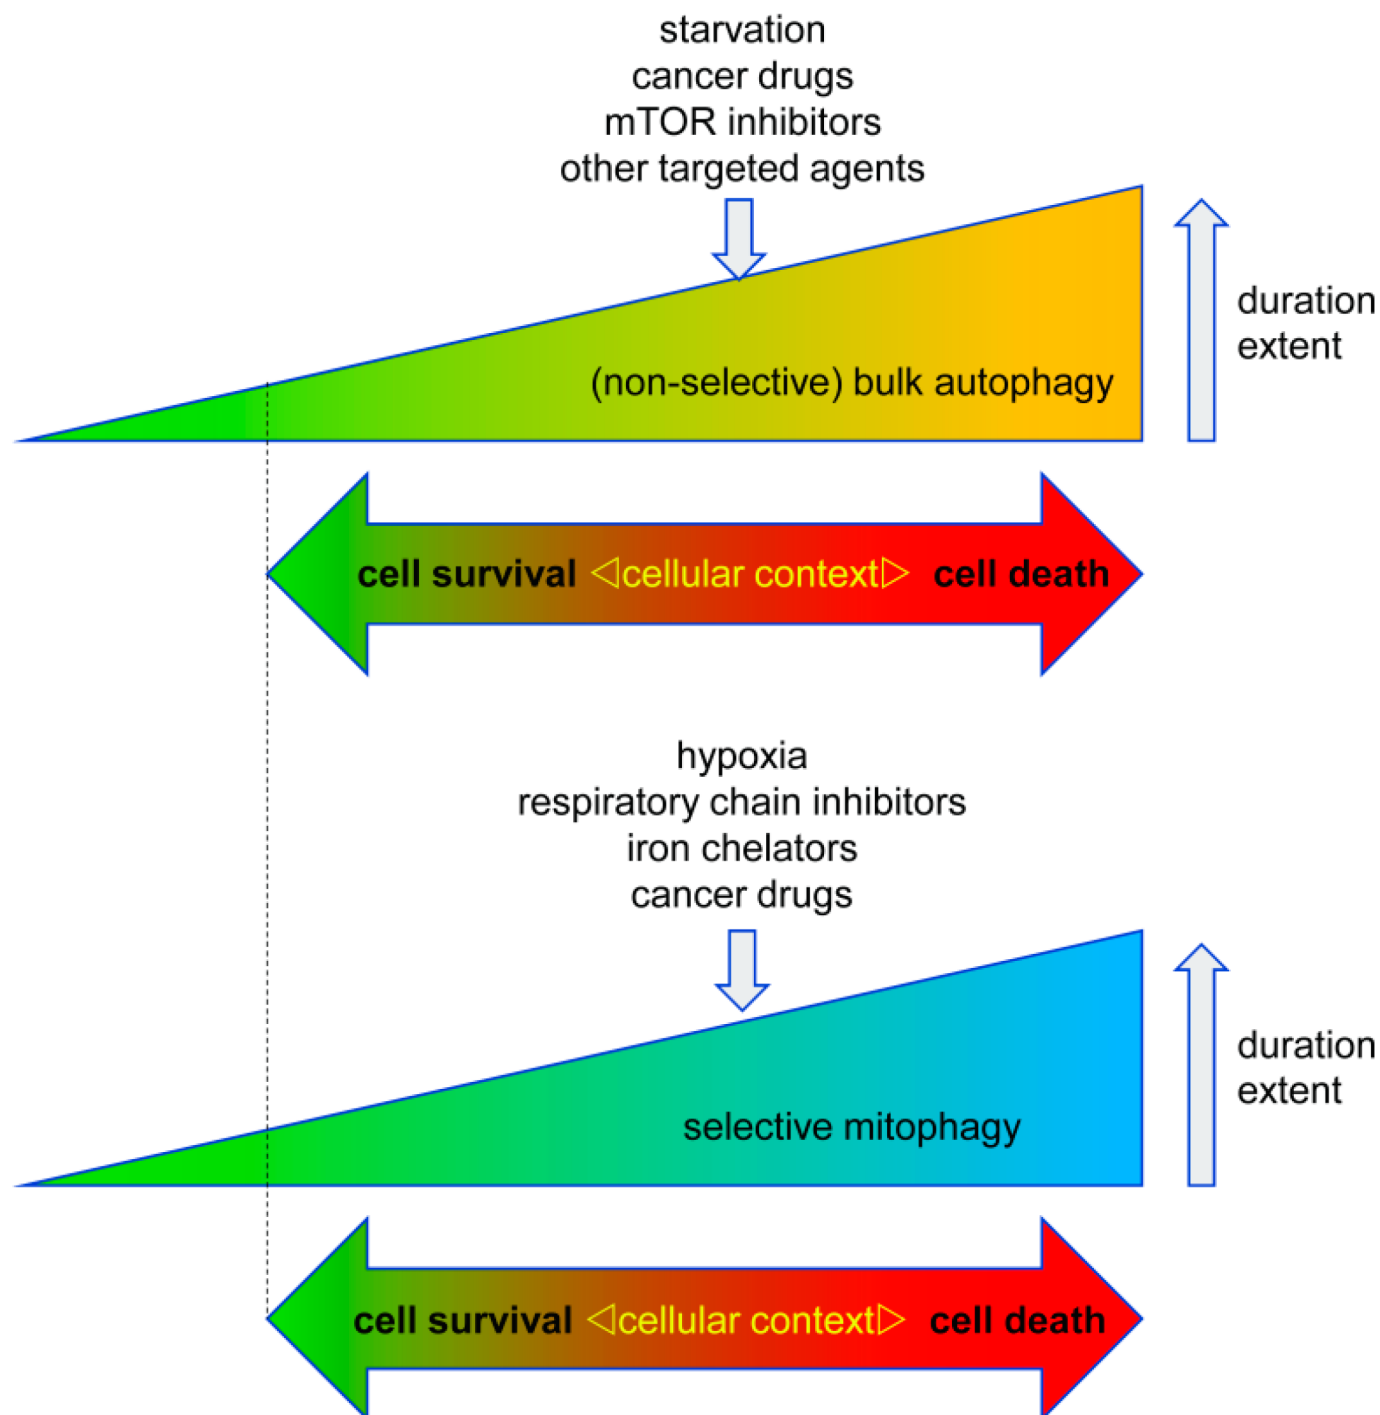 starvation
cancer drugs
mTOR inhibitors
other targeted agents
duration
extent
(non-selective) bulk autophagy
cell survival cellular context cell death
hypoxia
respiratory chain inhibitors
iron chelators
cancer drugs
duration
extent
selective mitophagy
cell survival cellular context cell death